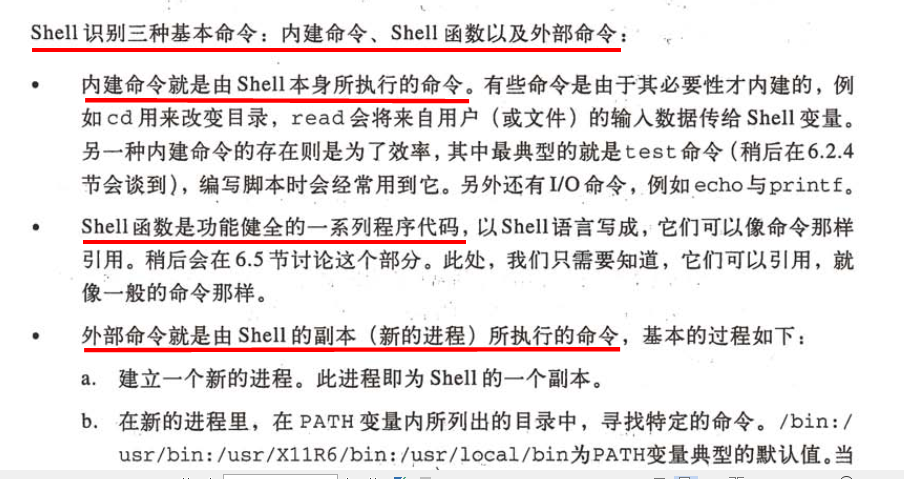 Shell 识别三种基本命令：内建命令、Shell 函数以及外部命令：
• 内建命令就是由 Shell 本身所执行的命令。有些命令是由于其必要性才内建的，例
如 cd 用来改变目录，read 会将来自用户（或文件）的输入数据传给 Shell 变量。
另一种内建命令的存在则是为了效率，其中最典型的就是 test 命令（稍后在 6.2.4
节会谈到），编写脚本时会经常用到它。另外还有 I/O 命令，例如 echo 与 printf。
• Shell 函数是功能健全的一系列程序代码，以 Shell 语言写成，它们可以像命令那样
引用。稍后会在 6.5 节讨论这个部分。此处，我们只需要知道，它们可以引用，就
像一般的命令那样。
• 外部命令就是由 Shell 的副本（新的进程）所执行的命令，基本的过程如下：
a. 建立一个新的进程。此进程即为 Shell 的一个副本。
b. 在新的进程里，在 PATH 变量内所列出的目录中，寻找特定的命令。/bin:/
usr/bin:/usr/X11R6/bin:/usr/local/bin为PATH变量典型的默认值。当